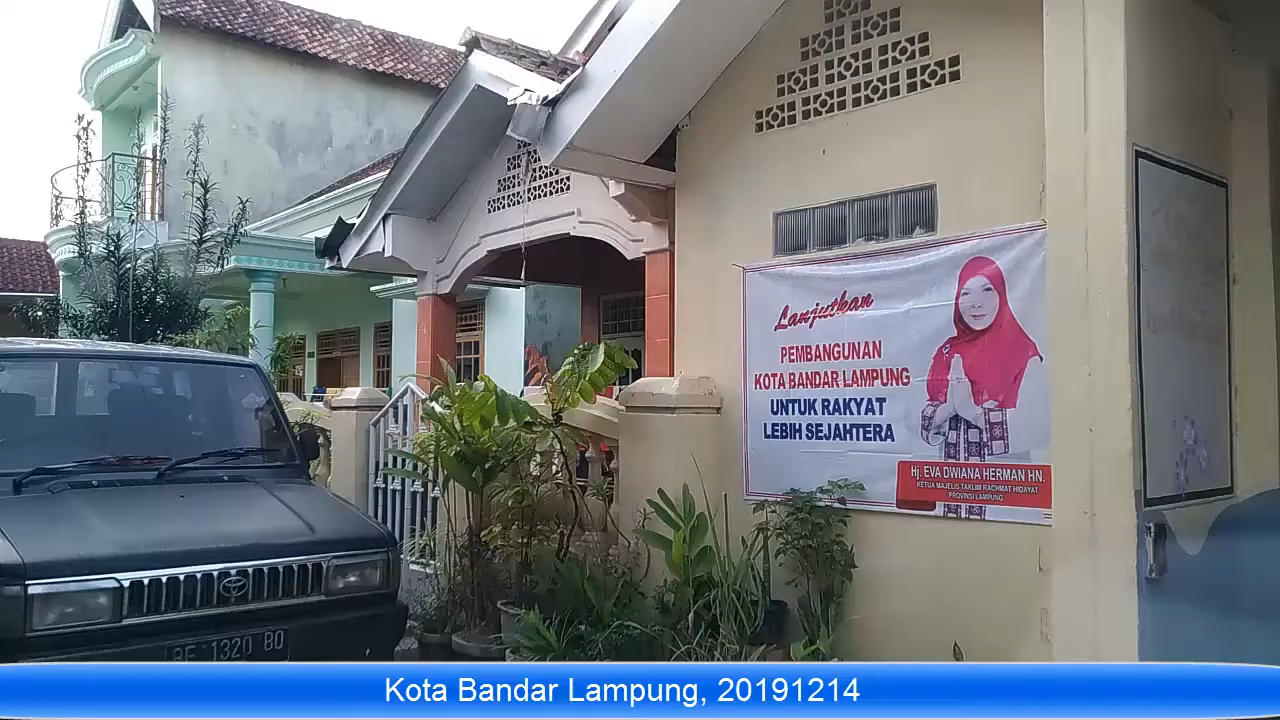 Lanjutkan
PEMBANGUNAN
KOTA BANDAR LAMPUNG
UNTUK RAKYAT
LEBIH SEJAHTERA
Hj. EVA DWIANA HERMAN HN.
KETUA MAJELIS TAKLIM RACHMAT HIDAYAT
PROVINSI LAMPUNG
BE 1320 BO
Kota Bandar Lampung, 20191214